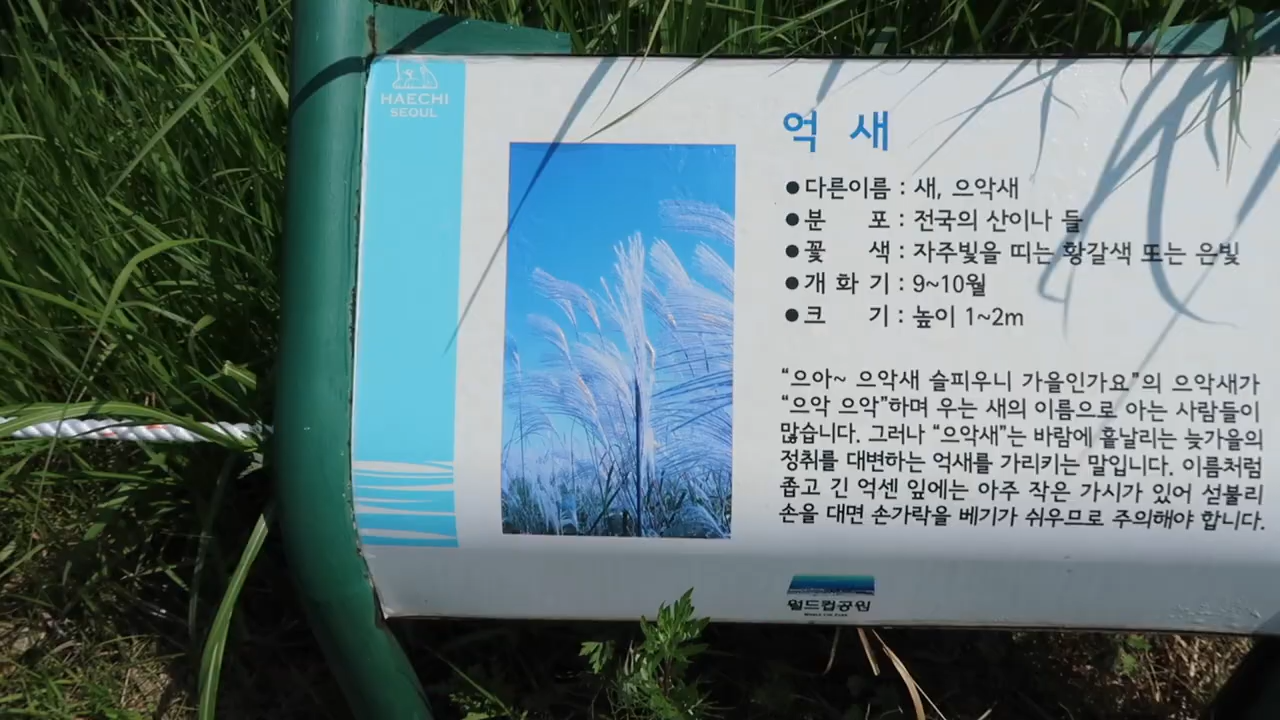 HAECHI
SEOUL
억 새
●다른이름 : 새, 으악새
●분 포 : 전국의 산이나 들
●꽃 색 : 자주빛을 띠는 황갈색 또는 은빛
●개 화 기 : 9~10월
●크 기 : 높이 1~2m
“으아~ 으악새 슬피우니 가을인가요”의 으악새가
“으악 으악”하며 우는 새의 이름으로 아는 사람들이
많습니다. 그러나 “으악새”는 바람에 흩날리는 늦가을의
정취를 대변하는 억새를 가리키는 말입니다. 이름처럼
좁고 긴 억센 잎에는 아주 작은 가시가 있어 섣불리
손을 대면 손가락을 베기가 쉬우므로 주의해야 합니다.
월드컵공원